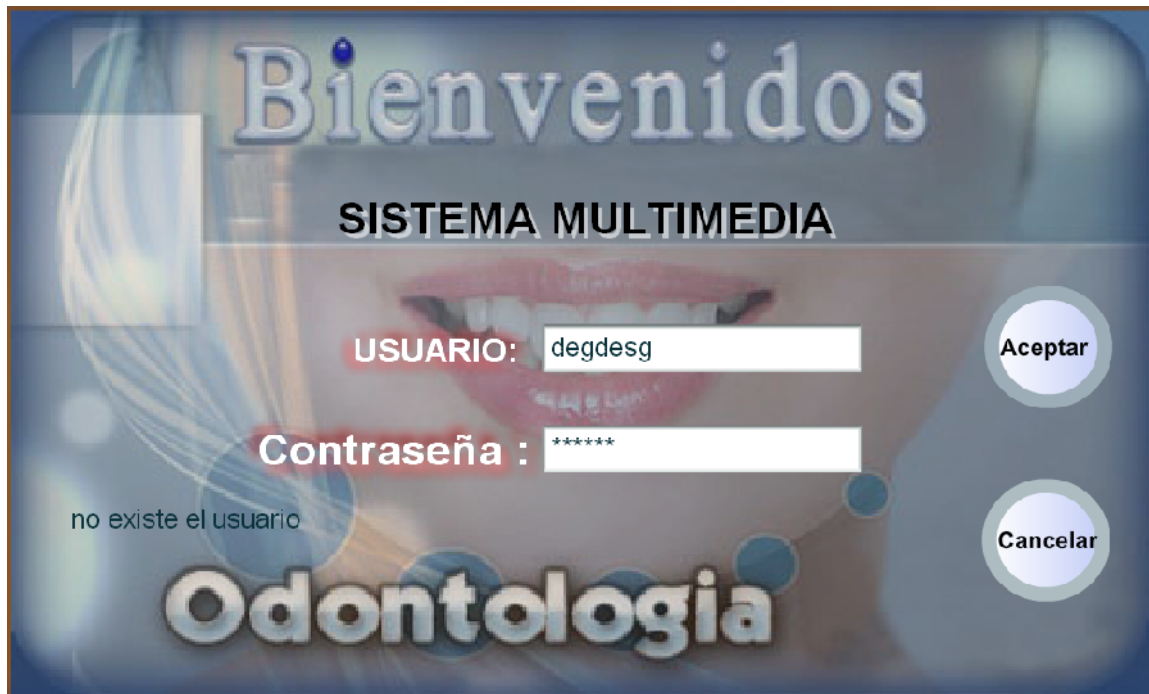 Bienvenidos
SISTEMA MULTIMEDIA
USUARIO: degdesg
Aceptar
Contraseña : ******
no existe el usuario
Cancelar
Odontologia